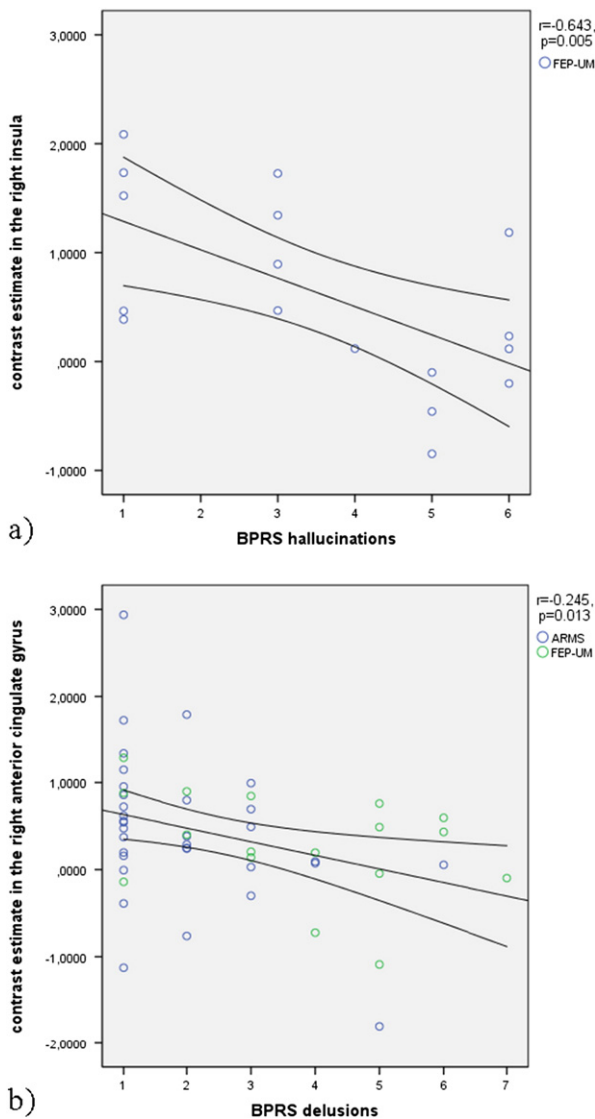 r=-0.643,
p=0.005
FEP-UM
3,0000
2,0000
1,0000
,0000
-1,0000
contrast estimate in the right insula
1 2 3 4 5 6
BPRS hallucinations
a)
r=-0.245,
p=0.013
ARMS
FEP-UM
3,0000
2,0000
1,0000
,0000
-1,0000
-2,0000
contrast estimate in the right anterior cingulate gyrus
1 2 3 4 5 6 7
BPRS delusions
b)